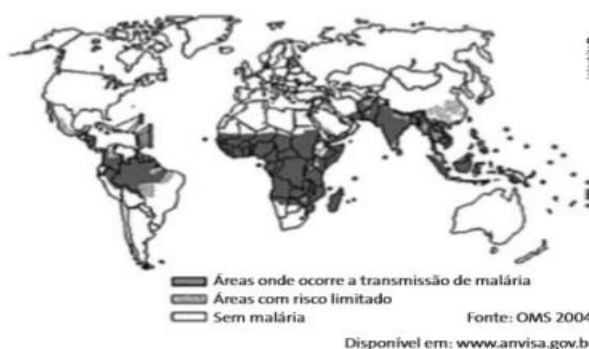 Áreas onde ocorre a transmissão de malária
Áreas com risco limitado
Sem malária
Fonte: OMS 2004
Disponível em: www.anvisa.gov.b